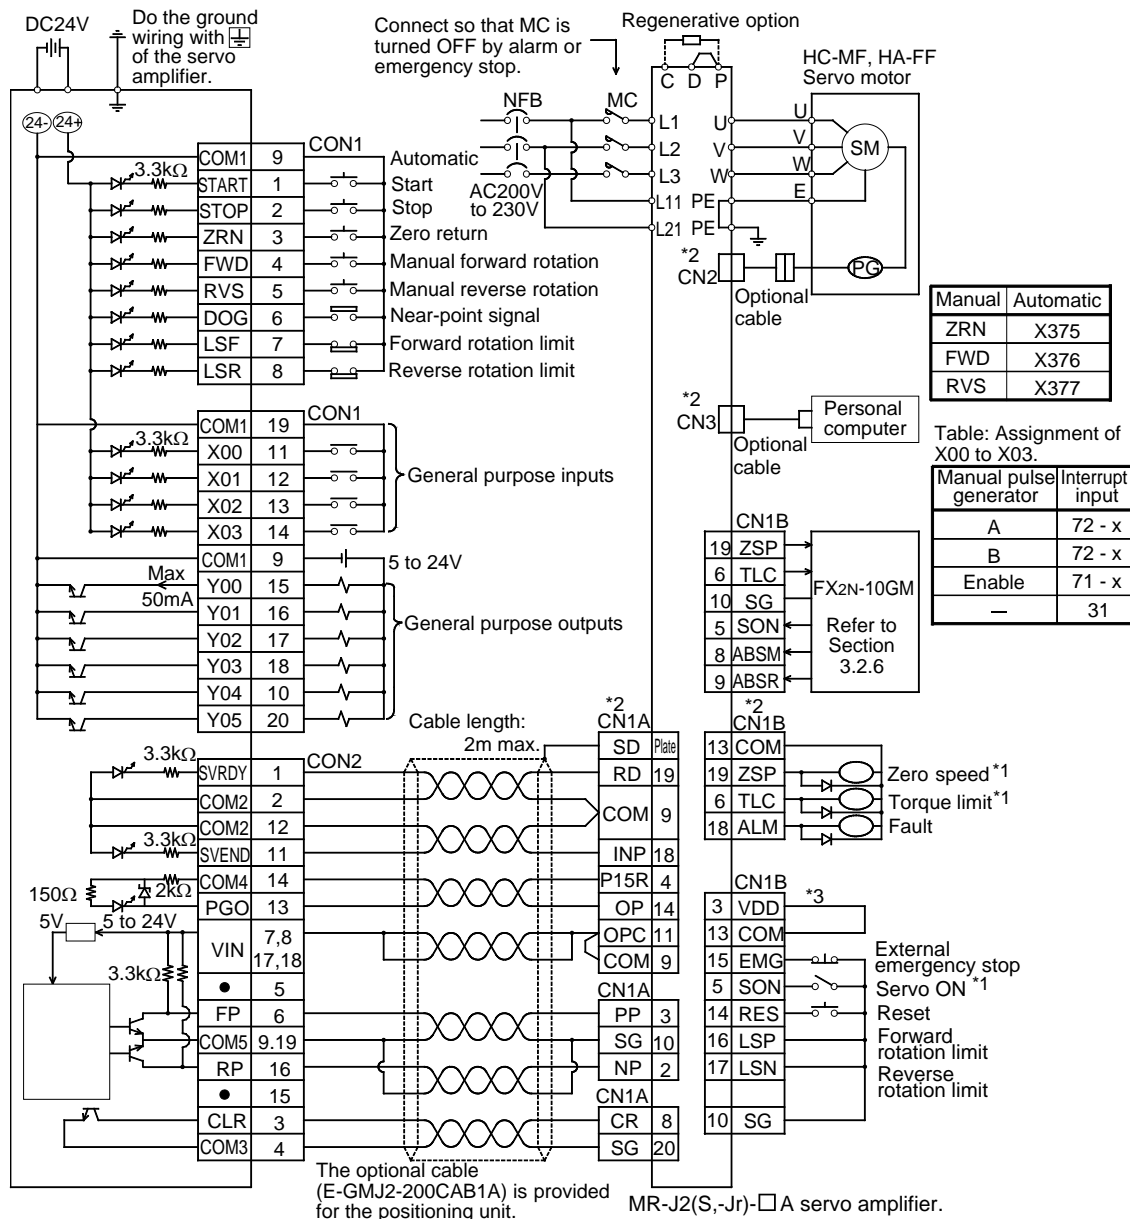 DC24V
Do the ground
wiring with
of the servo
amplifier.
Connect so that MC is
turned OFF by alarm or
emergency stop.
Regenerative option
HC-MF, HA-FF
Servo motor
C D P
24- 24+
NFB MC
L1 U U
L2 V V SM
L3 W W
AC200V
to 230V
L11 PE E
L21 PE
*2
CN2
Optional
cable
PG
CON1
COM1 9 Automatic
3.3kΩ
START 1 Start
STOP 2 Stop
ZRN 3 Zero return
FWD 4 Manual forward rotation
RVS 5 Manual reverse rotation
DOG 6 Near-point signal
LSF 7 Forward rotation limit
LSR 8 Reverse rotation limit
Manual Automatic
ZRN X375
FWD X376
RVS X377
*2
CN3
Optional
cable
Personal
computer
CON1
COM1 19
3.3kΩ
X00 11
X01 12
X02 13
X03 14
General purpose inputs
Table: Assignment of
X00 to X03.
Manual pulse
generator
Interrupt
input
A 72 - x
B 72 - x
Enable 71 - x
— 31
COM1 9 5 to 24V
Max
50mA
Y00 15
Y01 16
Y02 17
Y03 18
Y04 10
Y05 20
General purpose outputs
CN1B
19 ZSP
6 TLC
10 SG
5 SON
8 ABSM
9 ABSR
FX2N-10GM
Refer to
Section
3.2.6
Cable length:
2m max.
*2
CN1A
SD Plate
RD 19
COM 9
INP 18
P15R 4
OP 14
OPC 11
COM 9
CN1A
PP 3
SG 10
NP 2
CN1A
CR 8
SG 20
CON2
3.3kΩ
SVRDY 1
COM2 2
COM2 12
3.3kΩ
SVEND 11
COM4 14
150Ω 2kΩ
PGO 13
5V 5 to 24V
VIN 7,8
17,18
3.3kΩ
● 5
FP 6
COM5 9.19
RP 16
● 15
CLR 3
COM3 4
*2
CN1B
13 COM
19 ZSP Zero speed*1
6 TLC Torque limit*1
18 ALM Fault
CN1B
3 VDD *3
13 COM
15 EMG External
emergency stop
5 SON Servo ON *1
14 RES Reset
16 LSP Forward
rotation limit
17 LSN Reverse
rotation limit
10 SG
The optional cable
(E-GMJ2-200CAB1A) is provided
for the positioning unit.
MR-J2(S,-Jr)-□A servo amplifier.